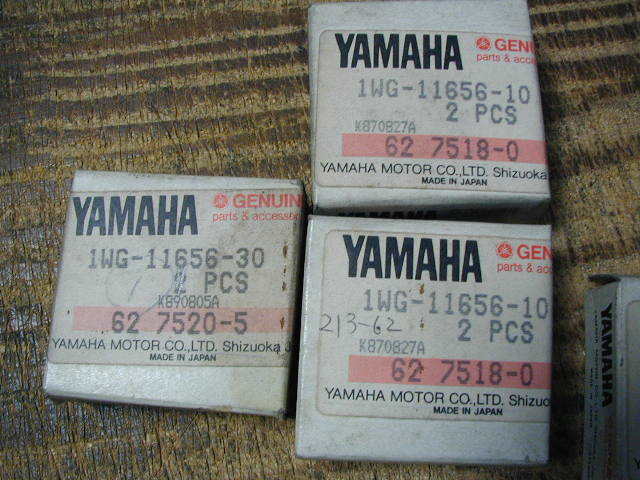 YAMAHA GENUIN
parts & acce
1WG-11656-10
2 PCS
K870827A
62 7518-0
YAMAHA MOTOR CO.,LTD. Shizuoka
MADE IN JAPAN
YAMAHA GENUIN
parts & accessor
1WG-11656-30
2 PCS
K890805A
62 7520-5
YAMAHA MOTOR CO.,LTD. Shizuoka J
MADE IN JAPAN
YAMAHA GEN
parts & a
1WG-11656-10
213-62 2 PCS
K870827A
62 7518-0
YAMAHA MOTOR CO.,LTD. Shizuo
MADE IN JAPAN
YAMAHA